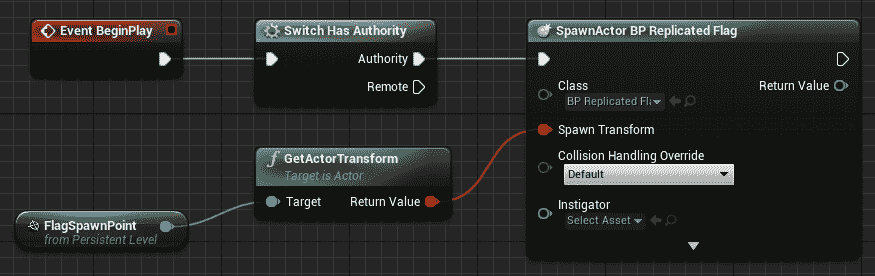 Event BeginPlay
Switch Has Authority
Authority
Remote
SpawnActor BP Replicated Flag
Class
BP Replicated Fla
Return Value
Spawn Transform
Collision Handling Override
Default
Instigator
Select Asset
f GetActorTransform
Target is Actor
Target
Return Value
FlagSpawnPoint
from Persistent Level